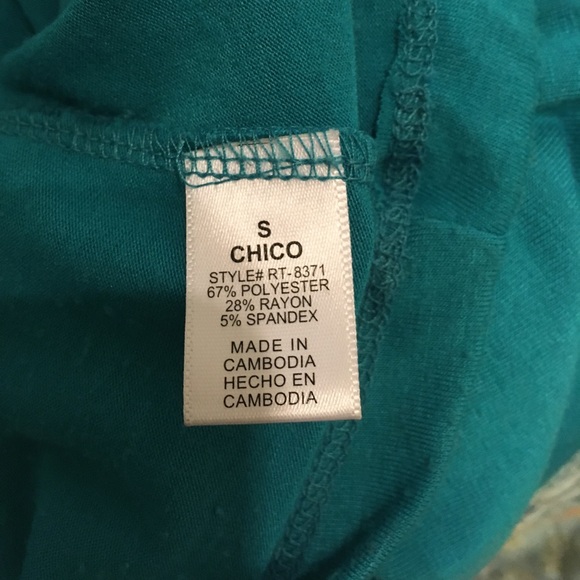 S
CHICO
STYLE# RT-8371
67% POLYESTER
28% RAYON
5% SPANDEX
MADE IN
CAMBODIA
HECHO EN
CAMBODIA